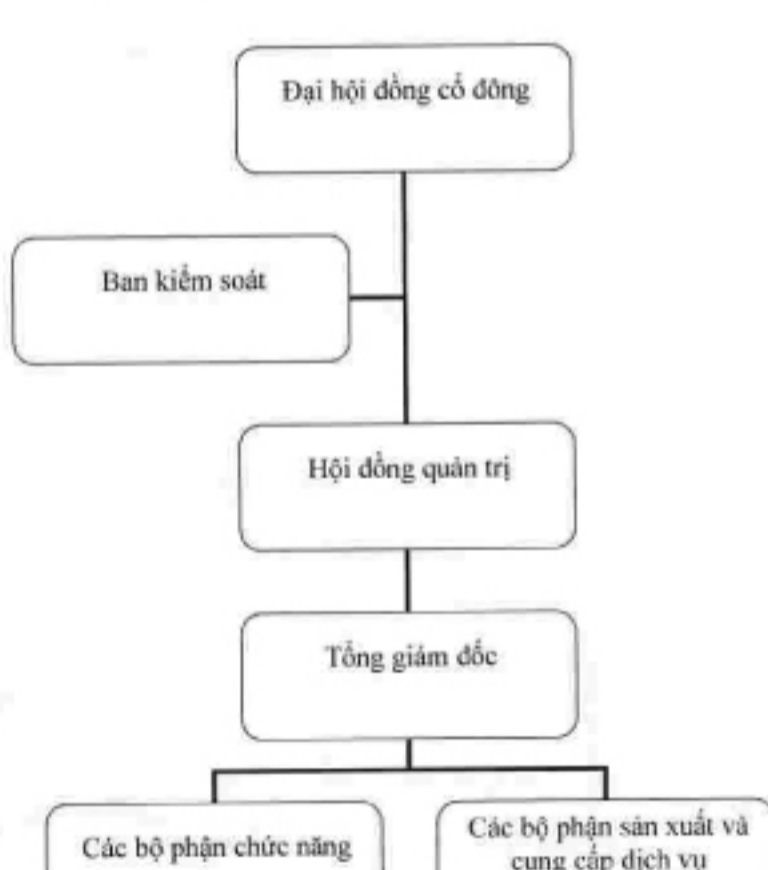 Đại hội đồng cổ đông
Ban kiểm soát
Hội đồng quản trị
Tổng giám đốc
Các bộ phận chức năng
Các bộ phận sản xuất và
cung cấp dịch vụ